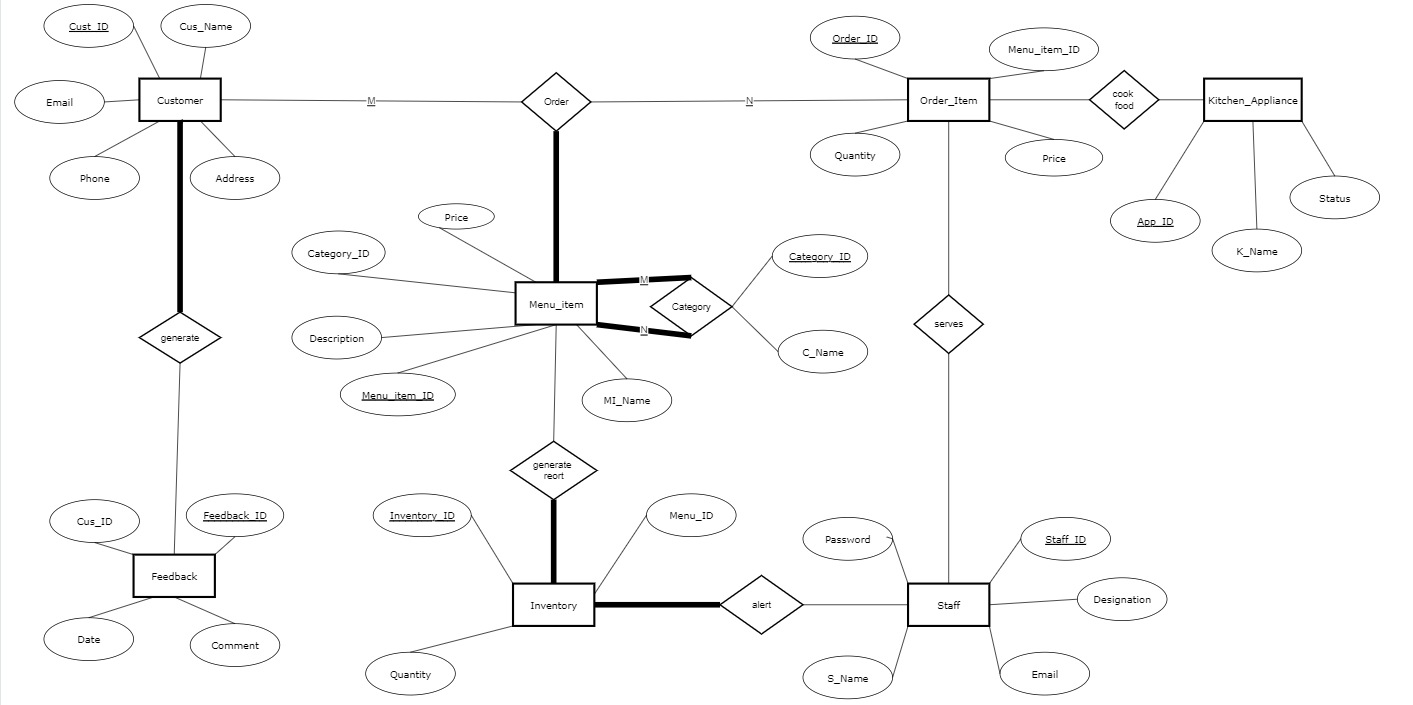 Cust_ID
Cus_Name
Order_ID
Menu_item_ID
Email
Customer
M
Order
N
Order_Item
cook
food
Kitchen_Appliance
Phone
Address
Quantity
Price
Status
App_ID
K_Name
Price
Category_ID
Category_ID
M
Menu_item
Category
N
Description
generate
serves
C_Name
Menu_item_ID
MI_Name
generate
reort
Cus_ID
Feedback_ID
Inventory_ID
Menu_ID
Password
Staff_ID
Feedback
Inventory
alert
Staff
Designation
Date
Comment
Quantity
S_Name
Email